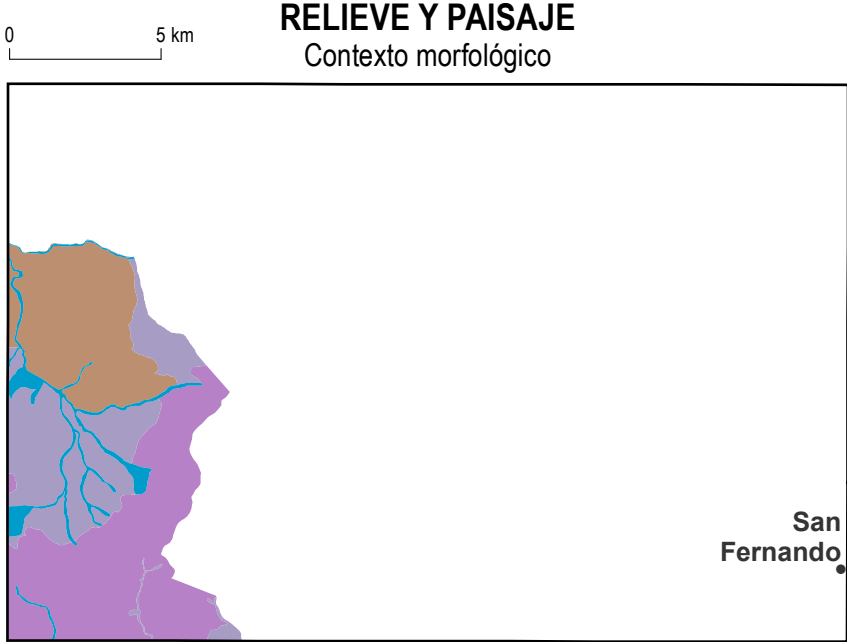 RELIEVE Y PAISAJE
Contexto morfológico
0 5 km
San
Fernando